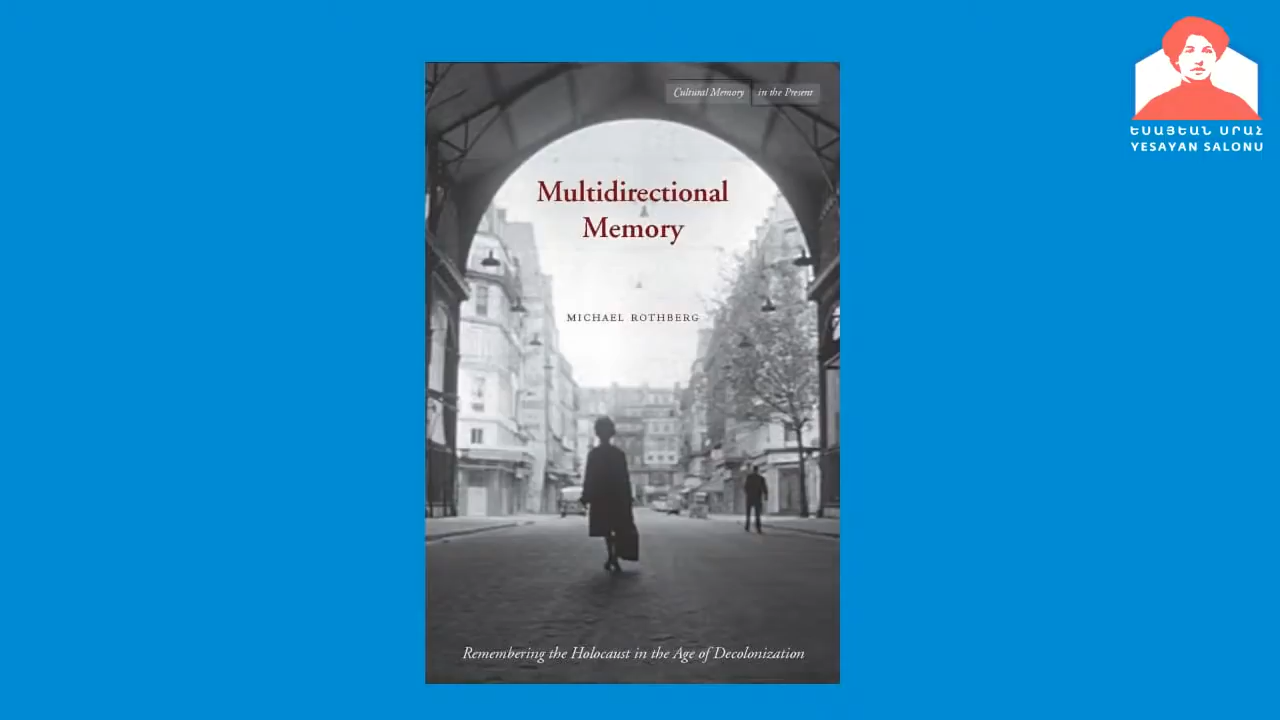 Cultural Memory in the Present
Multidirectional
Memory
MICHAEL ROTHBERG
Remembering the Holocaust in the Age of Decolonization
ԵՍԱՅԵԱՆ ՍՐԱՀ
YESAYAN SALONU